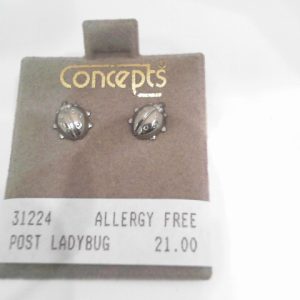 Concepts®
31224 ALLERGY FREE
POST LADYBUG 21.00